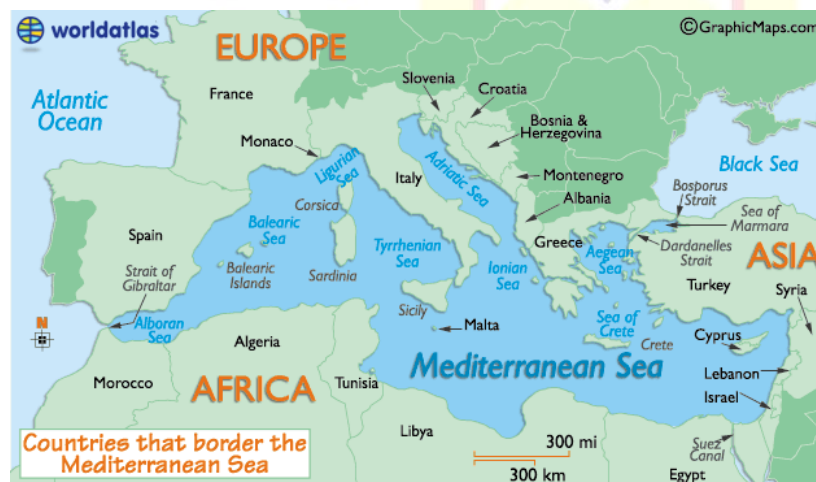 worldatlas
©GraphicMaps.com
EUROPE
Atlantic
Ocean
France
Slovenia
Croatia
Bosnia &
Herzegovina
Monaco
Ligurian
Sea
Adriatic Sea
Italy
Montenegro
Albania
Black Sea
Bosporus
Strait
Sea of
Marmara
Dardanelles
Strait
ASIA
Corsica
Spain
Balearic
Sea
Balearic
Islands
Sardinia
Tyrrhenian
Sea
Ionian
Sea
Greece
Aegean
Sea
Turkey
Syria
Strait of
Gibraltar
Alboran
Sea
N
Sicily
Malta
Sea of
Crete
Crete
Cyprus
Lebanon
Israel
Algeria
Morocco
AFRICA
Tunisia
Mediterranean Sea
Libya
Suez
Canal
Egypt
300 mi
300 km
Countries that border the
Mediterranean Sea